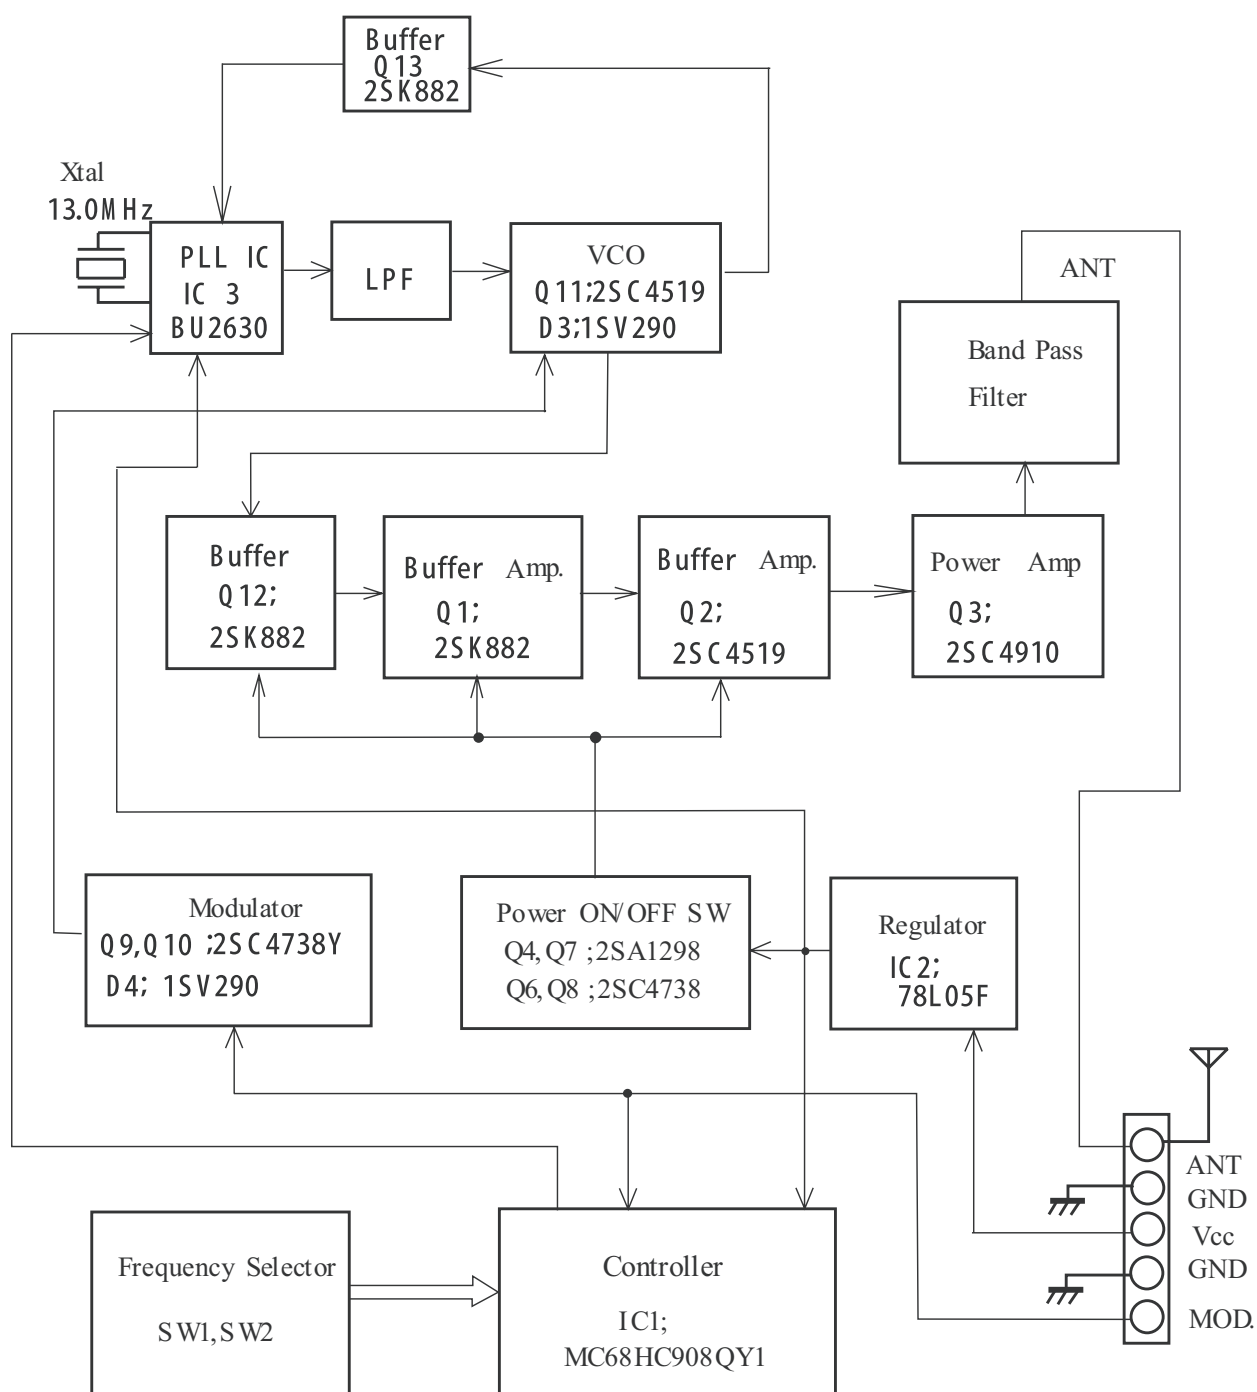 Buffer
Q13
2SK882
Xtal
13.0MHz
PLL IC
IC 3
BU2630
LPF
VCO
Q11;2SC4519
D3;1SV290
ANT
Band Pass
Filter
Buffer
Q12;
2SK882
Buffer Amp.
Q1;
2SK882
Buffer Amp.
Q2;
2SC4519
Power Amp
Q3;
2SC4910
Modulator
Q9,Q10 ;2SC4738Y
D4; 1SV290
Power ON/OFF SW
Q4,Q7 ;2SA1298
Q6,Q8 ;2SC4738
Regulator
IC2;
78L05F
ANT
GND
Vcc
GND
MOD.
Frequency Selector
SW1,SW2
Controller
IC1;
MC68HC908QY1